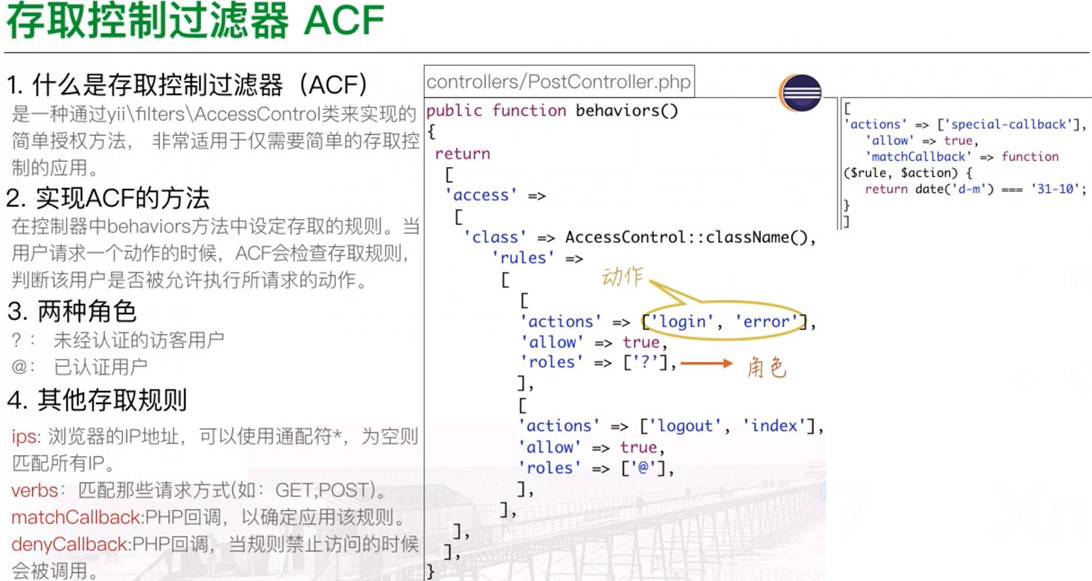 存取控制过滤器 ACF
1. 什么是存取控制过滤器（ACF）
是一种通过yii\filters\AccessControl类来实现的
简单授权方法， 非常适用于仅需要简单的存取控
制的应用。
2. 实现ACF的方法
在控制器中behaviors方法中设定存取的规则。当
用户请求一个动作的时候，ACF会检查存取规则，
判断该用户是否被允许执行所请求的动作。
3. 两种角色
？： 未经认证的访客用户
@： 已认证用户
4. 其他存取规则
ips: 浏览器的IP地址，可以使用通配符*，为空则
匹配所有IP。
verbs：匹配那些请求方式(如：GET,POST)。
matchCallback:PHP回调，以确定应用该规则。
denyCallback:PHP回调，当规则禁止访问的时候
会被调用。
controllers/PostController.php
public function behaviors()
{
return
[
'access' =>
[
'class' => AccessControl::className(),
'rules' =>
[
动作
[
'actions' => ['login', 'error'],
'allow' => true,
'roles' => ['?'],
角色
],
[
'actions' => ['logout', 'index'],
'allow' => true,
'roles' => ['@'],
],
],
],
],
}
[
'actions' => ['special-callback'],
'allow' => true,
'matchCallback' => function
($rule, $action) {
return date('d-m') === '31-10';
}
]